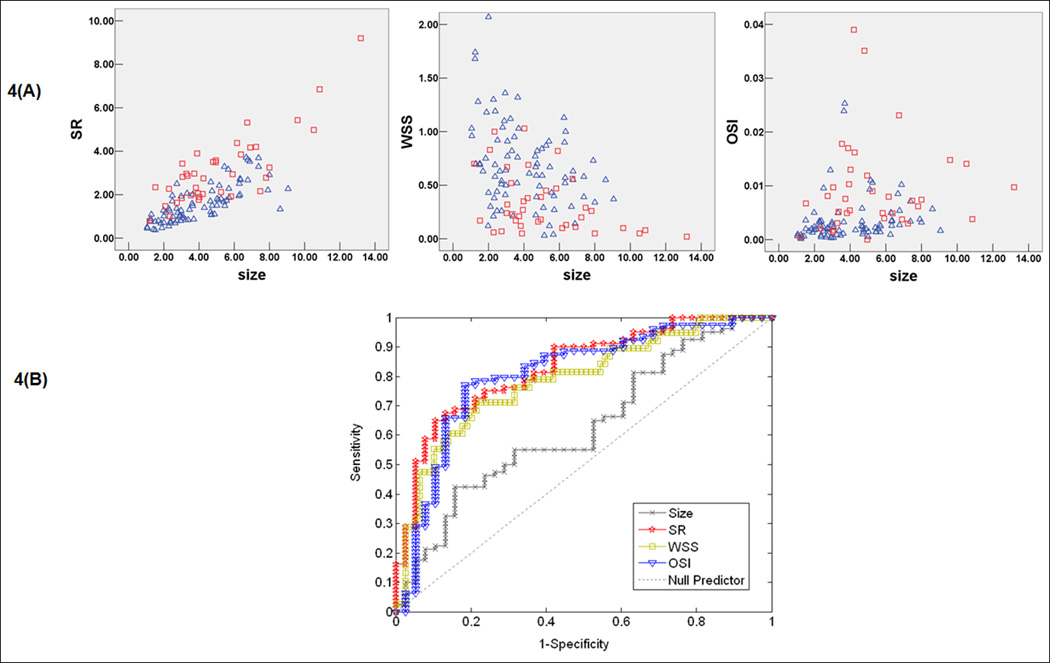 4(A)
SR
10.00
8.00
6.00
4.00
2.00
0.00
0.00 2.00 4.00 6.00 8.00 10.00 12.00 14.00
size
WSS
2.00
1.50
1.00
0.50
0.00
0.00 2.00 4.00 6.00 8.00 10.00 12.00 14.00
size
OSI
0.04
0.03
0.02
0.01
0.00
0.00 2.00 4.00 6.00 8.00 10.00 12.00 14.00
size
4(B)
Sensitivity
1
0.9
0.8
0.7
0.6
0.5
0.4
0.3
0.2
0.1
0
0 0.2 0.4 0.6 0.8 1
1-Specificity
Size
SR
WSS
OSI
Null Predictor